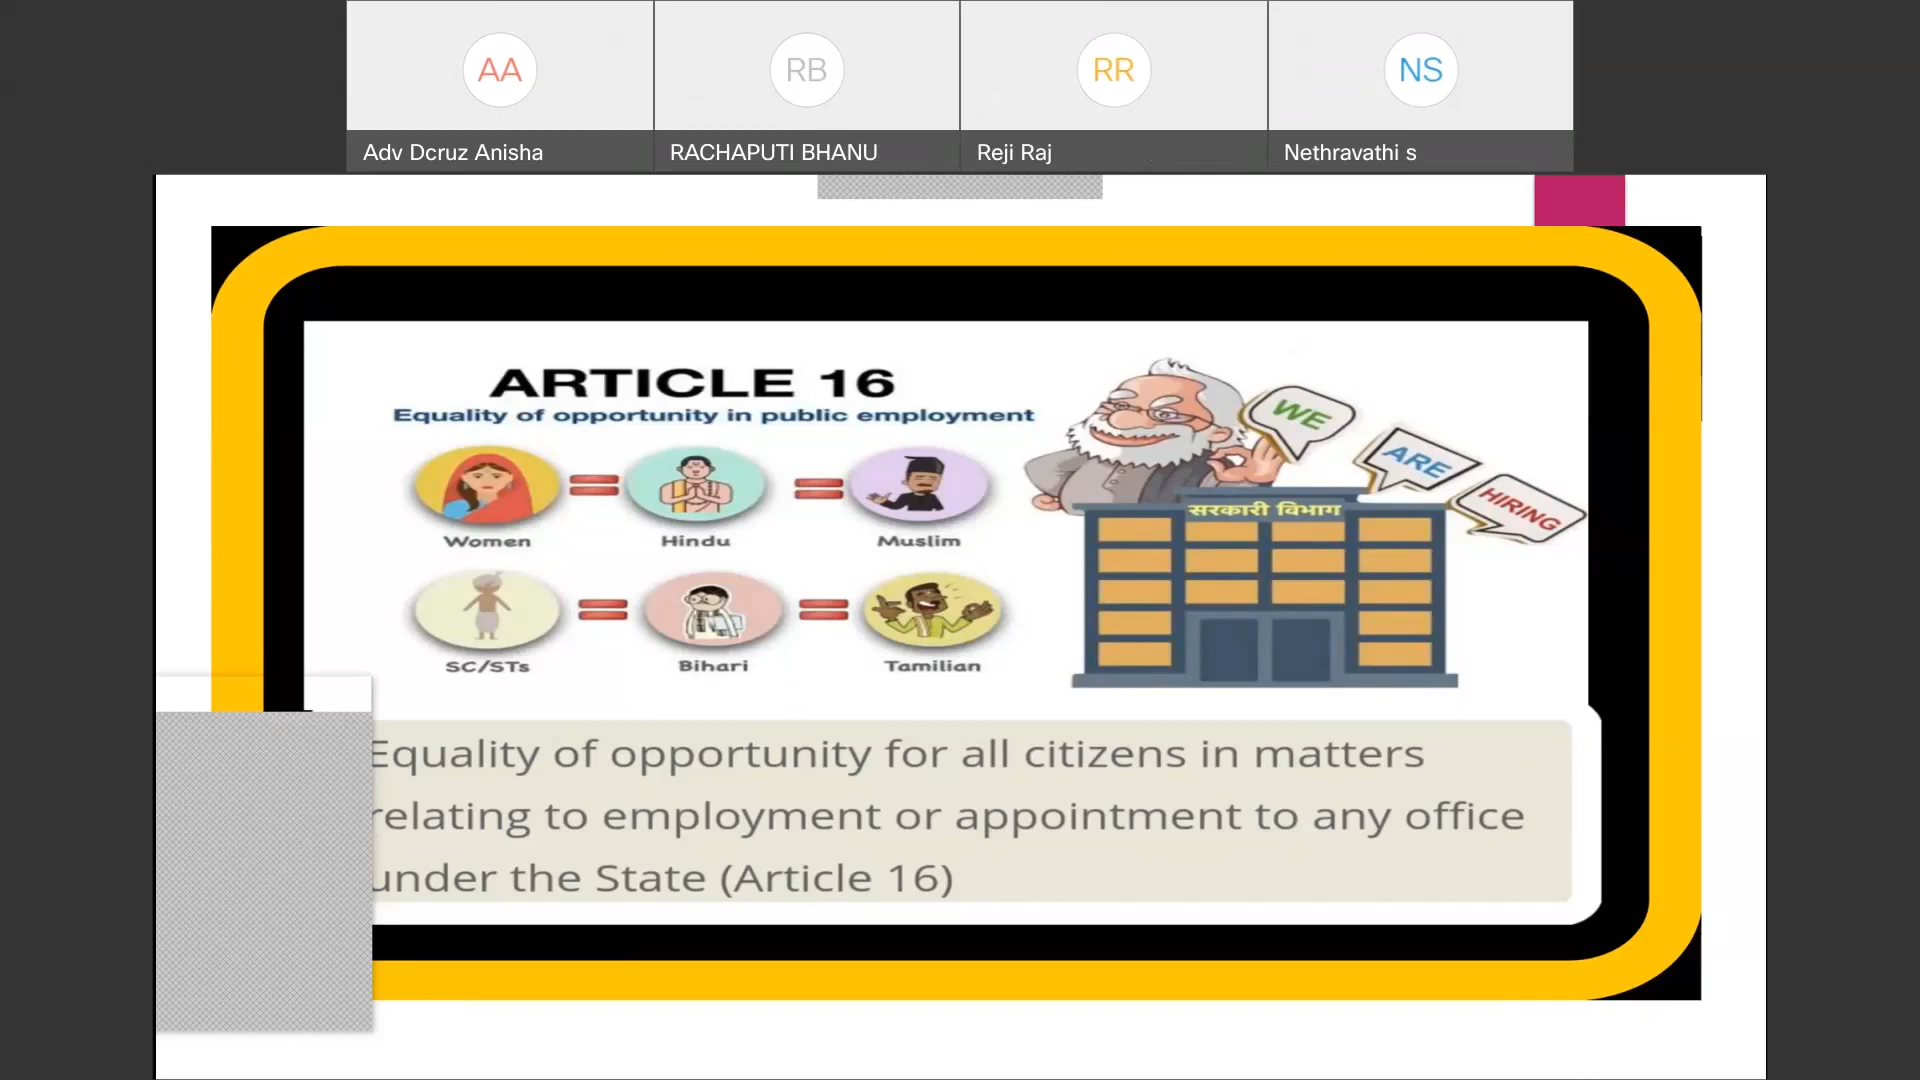 AA
RB
RR
NS
Adv Dcruz Anisha
RACHAPUTI BHANU
Reji Raj
Nethravathi s
ARTICLE 16
Equality of opportunity in public employment
WE
ARE
HIRING
सरकारी विभाग
Women
Hindu
Muslim
SC/STs
Bihari
Tamilian
Equality of opportunity for all citizens in matters
relating to employment or appointment to any office
under the State (Article 16)